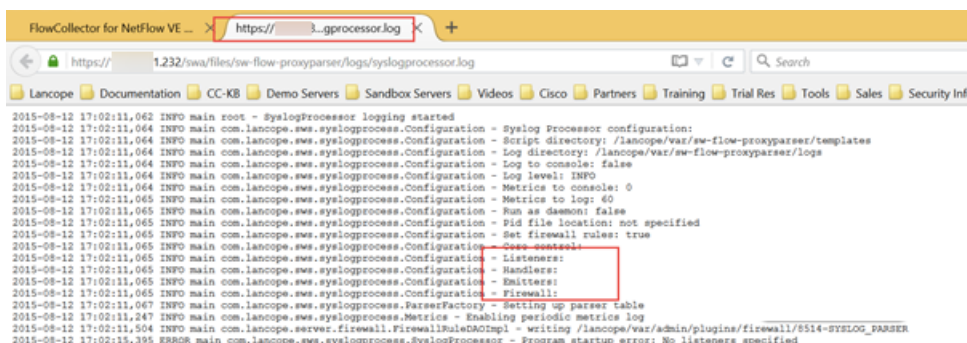 FlowCollector for NetFlow VE ...
https:// 3...gprocessor.log
https:// 1.232/swa/files/sw-flow-proxyparser/logs/syslogprocessor.log
Search
Lancope Documentation CC-KB Demo Servers Sandbox Servers Videos Cisco Partners Training Trial Res Tools Sales Security Inf
2015-08-12 17:02:11,062 INFO main root - SyslogProcessor logging started
2015-08-12 17:02:11,064 INFO main com.lancope.sws.syslogprocess.Configuration - Syslog Processor configuration:
2015-08-12 17:02:11,064 INFO main com.lancope.sws.syslogprocess.Configuration - Script directory: /lancope/var/sw-flow-proxyparser/templates
2015-08-12 17:02:11,064 INFO main com.lancope.sws.syslogprocess.Configuration - Log directory: /lancope/var/sw-flow-proxyparser/logs
2015-08-12 17:02:11,064 INFO main com.lancope.sws.syslogprocess.Configuration - Log to console: false
2015-08-12 17:02:11,064 INFO main com.lancope.sws.syslogprocess.Configuration - Log level: INFO
2015-08-12 17:02:11,064 INFO main com.lancope.sws.syslogprocess.Configuration - Metrics to console: 0
2015-08-12 17:02:11,065 INFO main com.lancope.sws.syslogprocess.Configuration - Metrics to log: 60
2015-08-12 17:02:11,065 INFO main com.lancope.sws.syslogprocess.Configuration - Run as daemon: false
2015-08-12 17:02:11,065 INFO main com.lancope.sws.syslogprocess.Configuration - Pid file location: not specified
2015-08-12 17:02:11,065 INFO main com.lancope.sws.syslogprocess.Configuration - Set firewall rules: true
2015-08-12 17:02:11,065 INFO main com.lancope.sws.syslogprocess.Configuration - control:
2015-08-12 17:02:11,065 INFO main com.lancope.sws.syslogprocess.Configuration - Listeners:
2015-08-12 17:02:11,065 INFO main com.lancope.sws.syslogprocess.Configuration - Handlers:
2015-08-12 17:02:11,065 INFO main com.lancope.sws.syslogprocess.Configuration - Emitters:
2015-08-12 17:02:11,065 INFO main com.lancope.sws.syslogprocess.Configuration - Firewall:
2015-08-12 17:02:11,067 INFO main com.lancope.sws.syslogprocess.ParserFactory - Setting up parser table
2015-08-12 17:02:11,247 INFO main com.lancope.sws.syslogprocess.Metrics - Enabling periodic metrics log
2015-08-12 17:02:11,504 INFO main com.lancope.server.firewall.FirewallRuleDAOImpl - writing /lancope/var/admin/plugins/firewall/8514-SYSLOG_PARSER
2015-08-12 17:02:15,395 ERROR main com.lancope.sws.syslogprocess.SyslogProcessor - Program startup error: No listeners specified